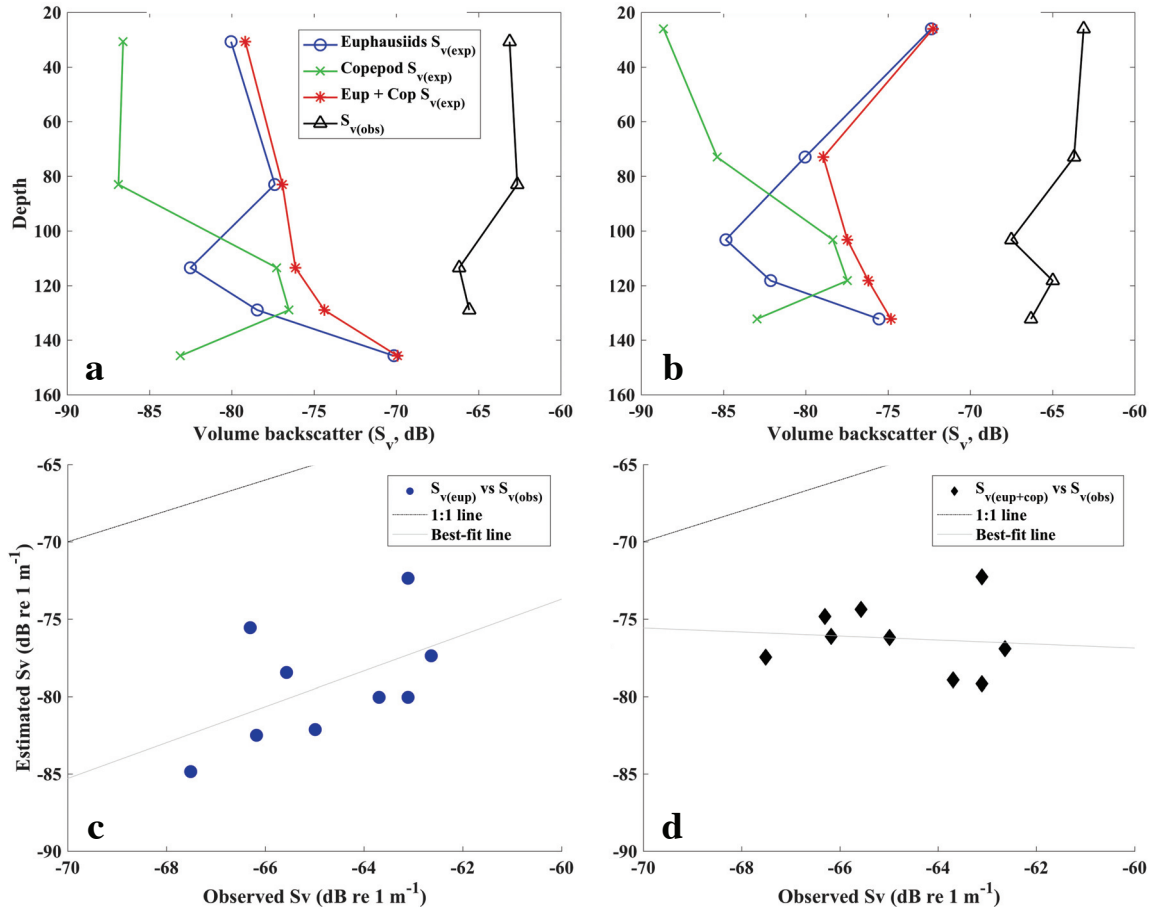 20
40
60
80
100
120
140
160
Depth
-90
-85
-80
-75
-70
-65
-60
Volume backscatter (Sv, dB)
Euphausiids Sv(exp)
Copepod Sv(exp)
Eup + Cop Sv(exp)
Sv(obs)
a
20
40
60
80
100
120
140
160
-90
-85
-80
-75
-70
-65
-60
Volume backscatter (Sv, dB)
b
-65
-70
-75
-80
-85
-90
Estimated Sv (dB re 1 m-1)
-70
-68
-66
-64
-62
-60
Observed Sv (dB re 1 m-1)
Sv(eup) vs Sv(obs)
1:1 line
Best-fit line
c
-65
-70
-75
-80
-85
-90
-70
-68
-66
-64
-62
-60
Observed Sv (dB re 1 m-1)
Sv(eup+cop) vs Sv(obs)
1:1 line
Best-fit line
d